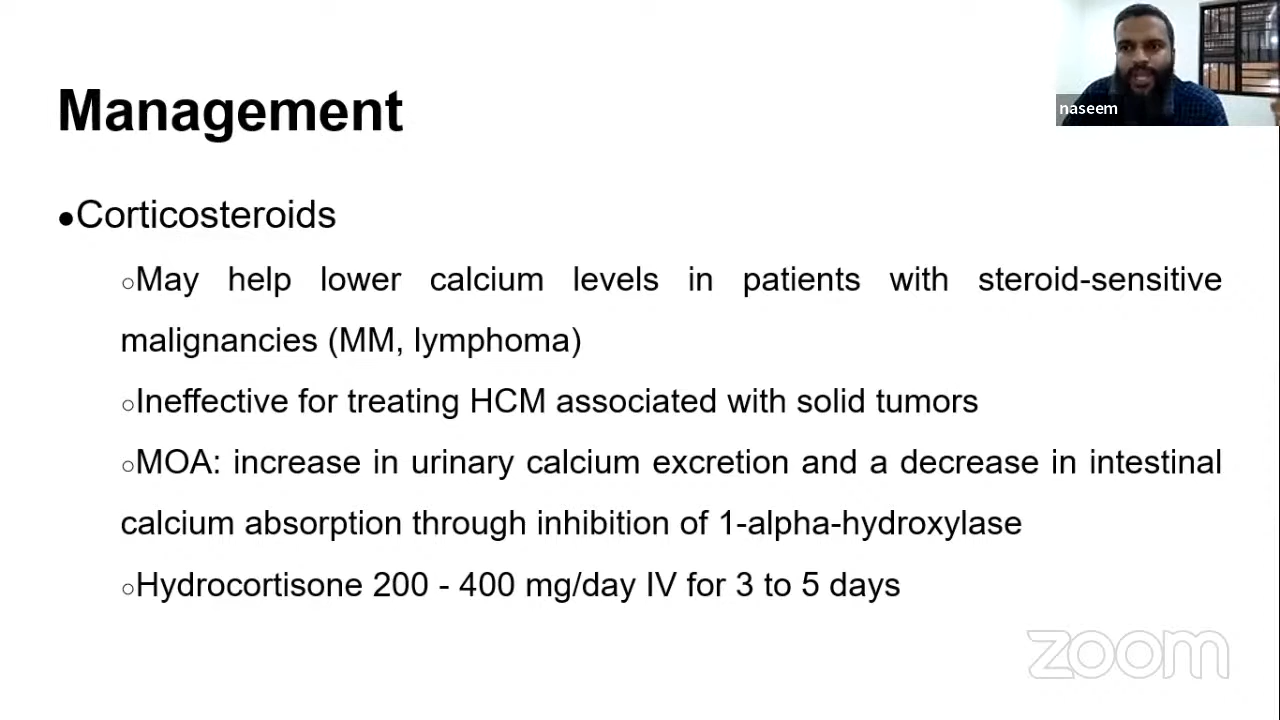 Management
naseem
●Corticosteroids
○May help lower calcium levels in patients with steroid-sensitive
malignancies (MM, lymphoma)
○Ineffective for treating HCM associated with solid tumors
○MOA: increase in urinary calcium excretion and a decrease in intestinal
calcium absorption through inhibition of 1-alpha-hydroxylase
○Hydrocortisone 200 - 400 mg/day IV for 3 to 5 days
zoom